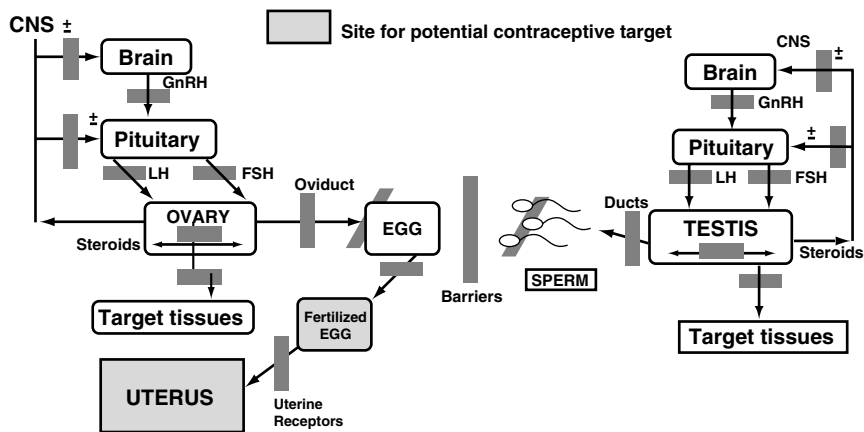 CNS
±
Site for potential contraceptive target
Brain
GnRH
±
Pituitary
LH
FSH
Oviduct
OVARY
Steroids
EGG
Target tissues
Fertilized
EGG
UTERUS
Uterine
Receptors
Barriers
SPERM
CNS
±
Brain
GnRH
±
Pituitary
LH
FSH
Ducts
TESTIS
Steroids
Target tissues